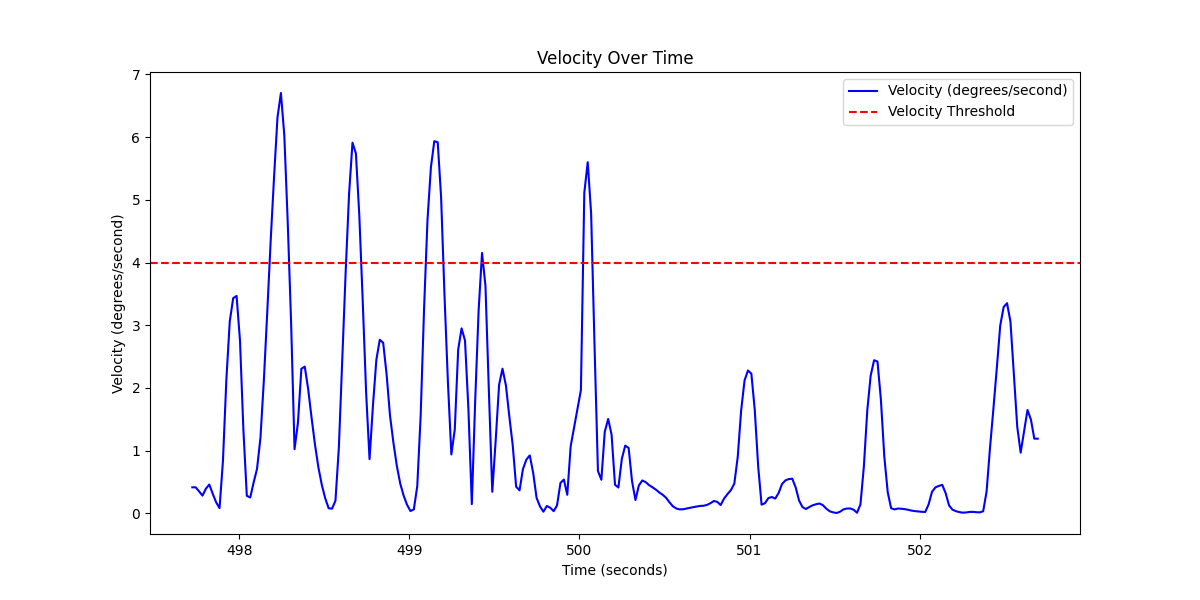 Velocity Over Time
Velocity (degrees/second)
Velocity Threshold
7
6
5
4
3
2
1
0
Velocity (degrees/second)
498
499
500
501
502
Time (seconds)